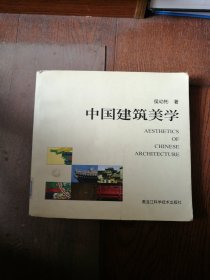 侯幼彬 著
中国建筑美学
AESTHETICS
OF
CHINESE
ARCHITECTURE
黑龙江科学技术出版社